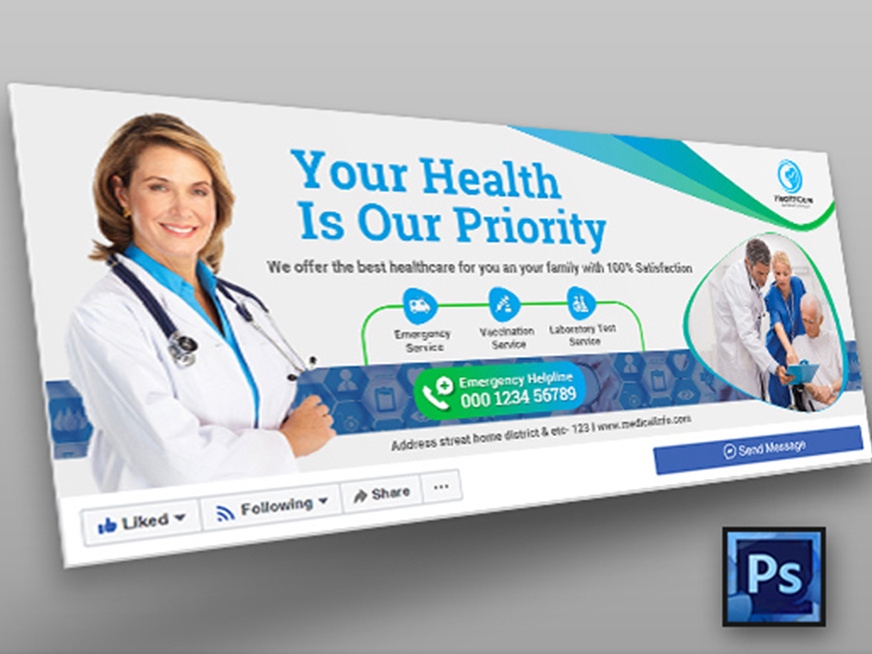 Your Health
Is Our Priority
We offer the best healthcare for you an your family with 100% Satisfection
Emergency
Service
Vaccination
Service
Laboratory Test
Service
Emergency Helpline
000 1234 56789
Address streat home district & etc- 123 | www.medicalinfo.com
HealthCare
Liked
Following
Share
Send Message
Ps